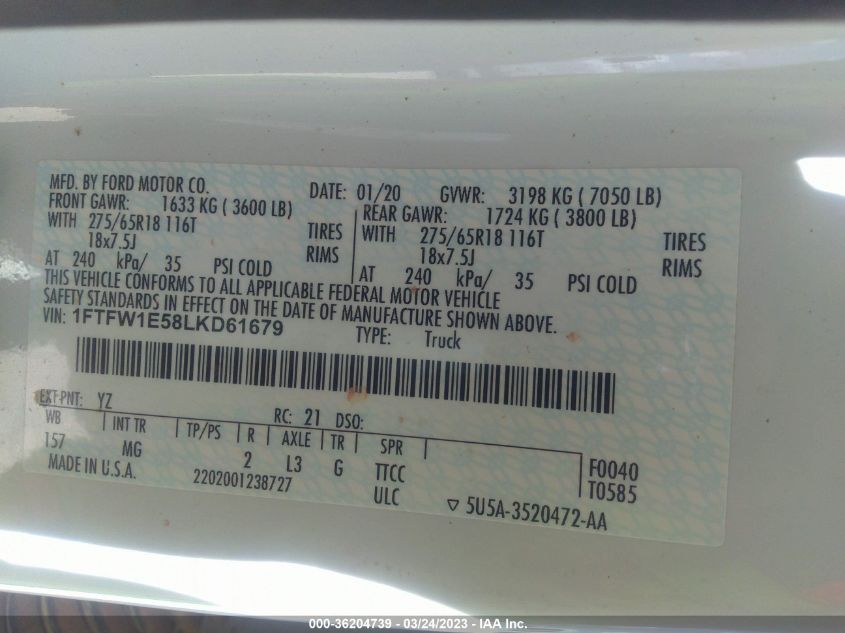 MFD. BY FORD MOTOR CO. DATE: 01/20 GVWR: 3198 KG ( 7050 LB)
FRONT GAWR: 1633 KG ( 3600 LB) REAR GAWR: 1724 KG ( 3800 LB)
WITH 275/65R18 116T TIRES WITH 275/65R18 116T TIRES
18x7.5J RIMS 18x7.5J RIMS
AT 240 kPa/ 35 PSI COLD AT 240 kPa/ 35 PSI COLD
THIS VEHICLE CONFORMS TO ALL APPLICABLE FEDERAL MOTOR VEHICLE
SAFETY STANDARDS IN EFFECT ON THE DATE OF MANUFACTURE SHOWN ABOVE.
VIN: 1FTFW1E58LKD61679 TYPE: Truck
EXT PNT: YZ RC: 21 DSO:
WB INT TR TP/PS R AXLE TR SPR
157 MG 2 L3 G TTCC F0040
MADE IN U.S.A. 2202001238727 ULC T0585
▽ 5U5A-3520472-AA
000-36204739 - 03/24/2023 - IAA Inc.